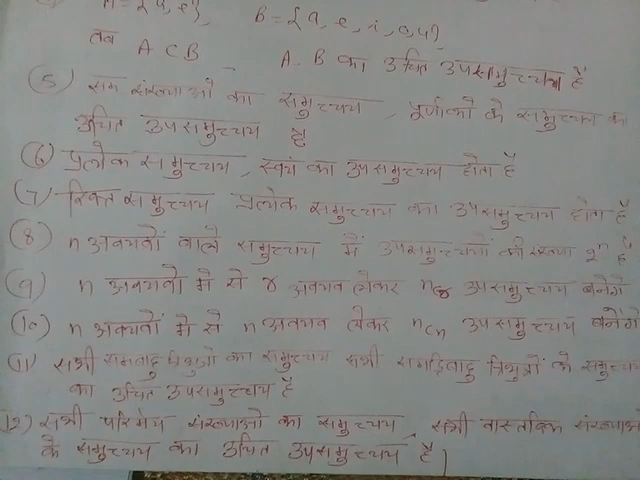 A = {a, e}, B = {a, e, i, o, u},
तब A ⊂ B A, B का उचित उपसमुच्चय है
(5) सम संख्याओं का समुच्चय, पूर्णांकों के समुच्चय का
उचित उपसमुच्चय है
(6) प्रत्येक समुच्चय, स्वयं का उपसमुच्चय होता है
(7) रिक्त समुच्चय प्रत्येक समुच्चय का उपसमुच्चय होता है
(8) n अवयवों वाले समुच्चय में उपसमुच्चयों की संख्या 2ⁿ है
(9) n अवयवों में से r अवयव लेकर ncr उपसमुच्चय बनेंगे
(10) n अवयवों में से n अवयव लेकर ncn उपसमुच्चय बनेंगे
(11) सभी समबाहु त्रिभुजों का समुच्चय सभी समद्विबाहु त्रिभुजों के समुच्चय
का उचित उपसमुच्चय है
(12) सभी परिमेय संख्याओं का समुच्चय, सभी वास्तविक संख्याओं
के समुच्चय का उचित उपसमुच्चय है|